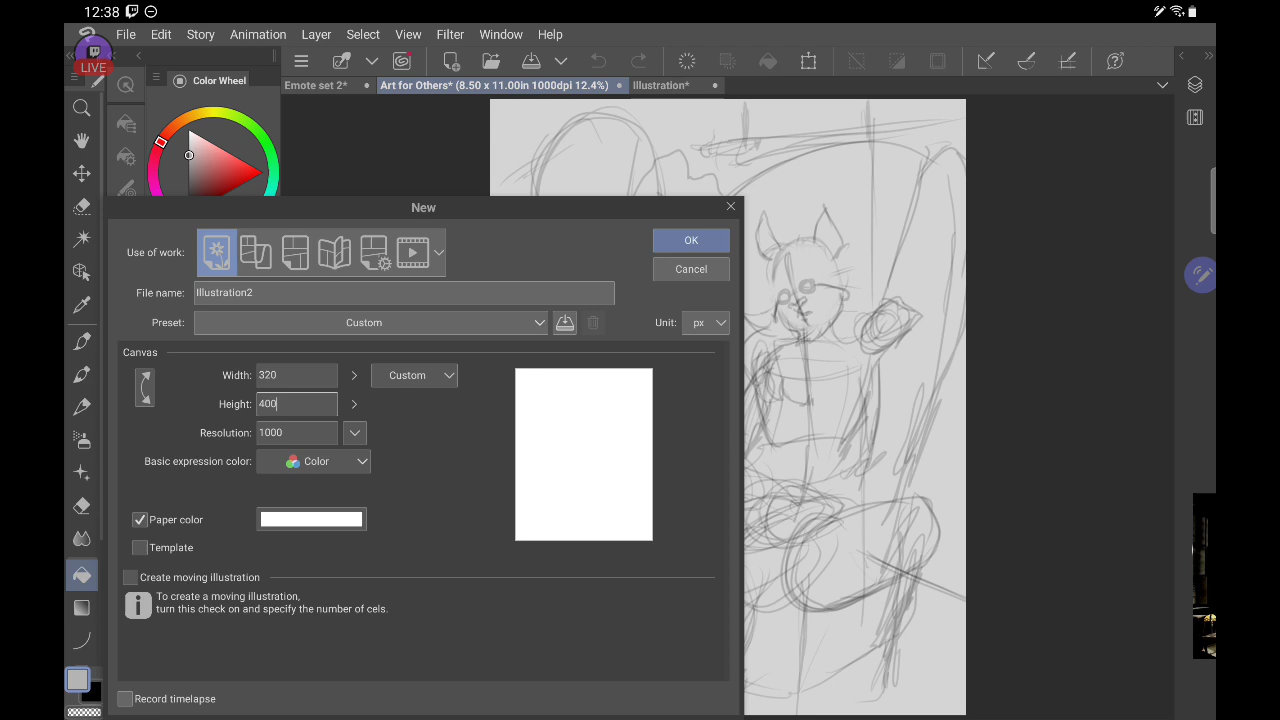 12:38
File Edit Story Animation Layer Select View Filter Window Help
LIVE
Color Wheel
Emote set 2* Art for Others* (8.50 x 11.00in 1000dpi 12.4%) Illustration*
New
Use of work:
OK
Cancel
File name: Illustration2
Preset: Custom Unit: px
Canvas
Width: 320 Custom
Height: 400
Resolution: 1000
Basic expression color: Color
Paper color
Template
Create moving illustration
To create a moving illustration,
turn this check on and specify the number of cels.
Record timelapse